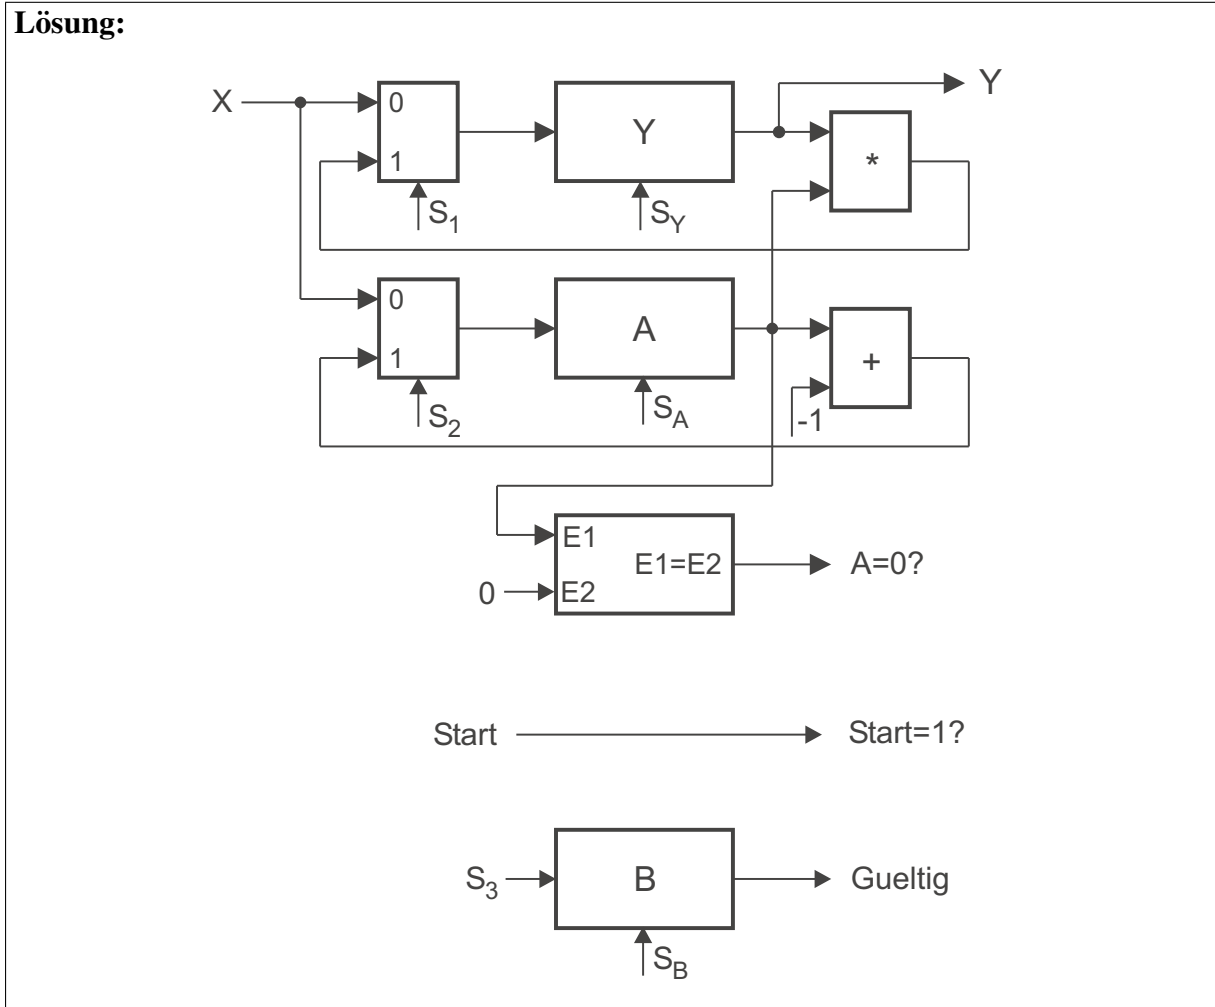 Lösung:
X
0
1
S1
Y
SY
*
Y
0
1
S2
A
SA
+
-1
E1
E1=E2
A=0?
0
E2
Start
Start=1?
S3
B
Gueltig
SB